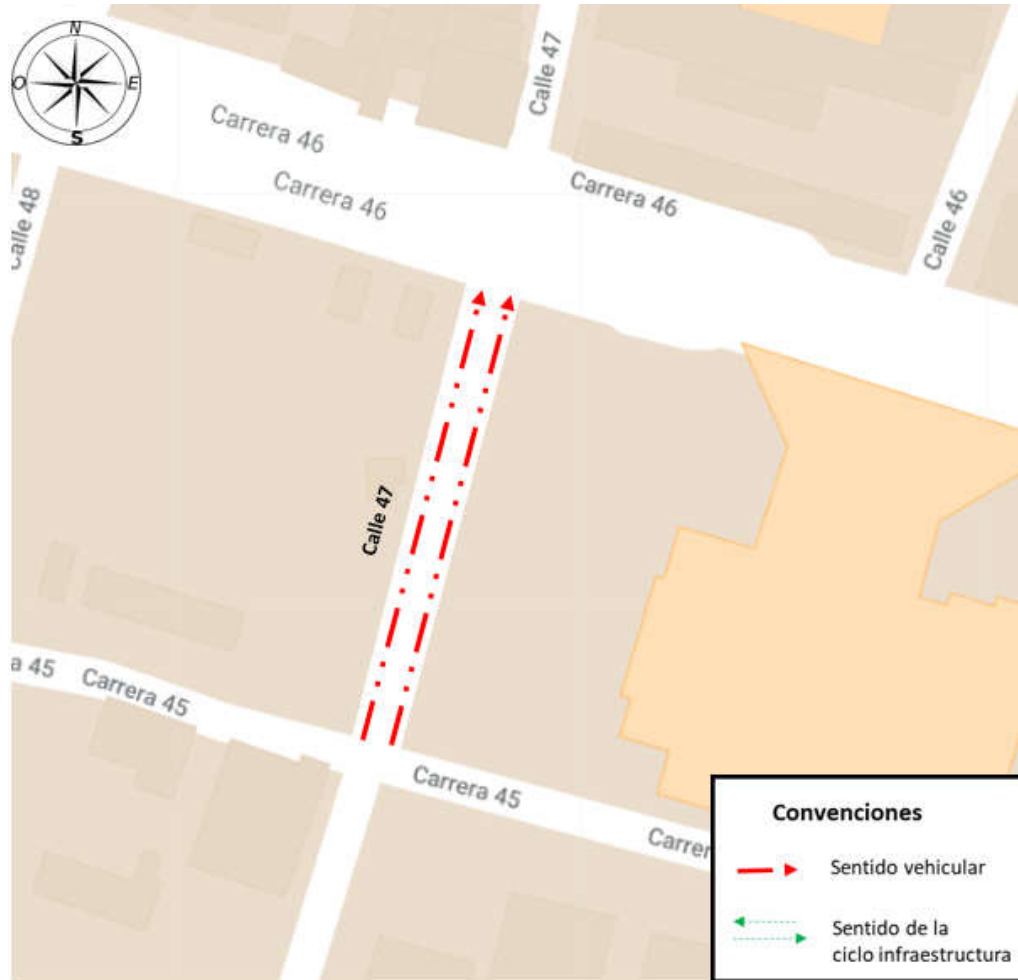 N
O
E
S
Calle 47
Carrera 46
Carrera 46
Carrera 46
Calle 48
Calle 46
Calle 47
a 45
Carrera 45
Carrera 45
Carrer
Convenciones
Sentido vehicular
Sentido de la
ciclo infraestructura